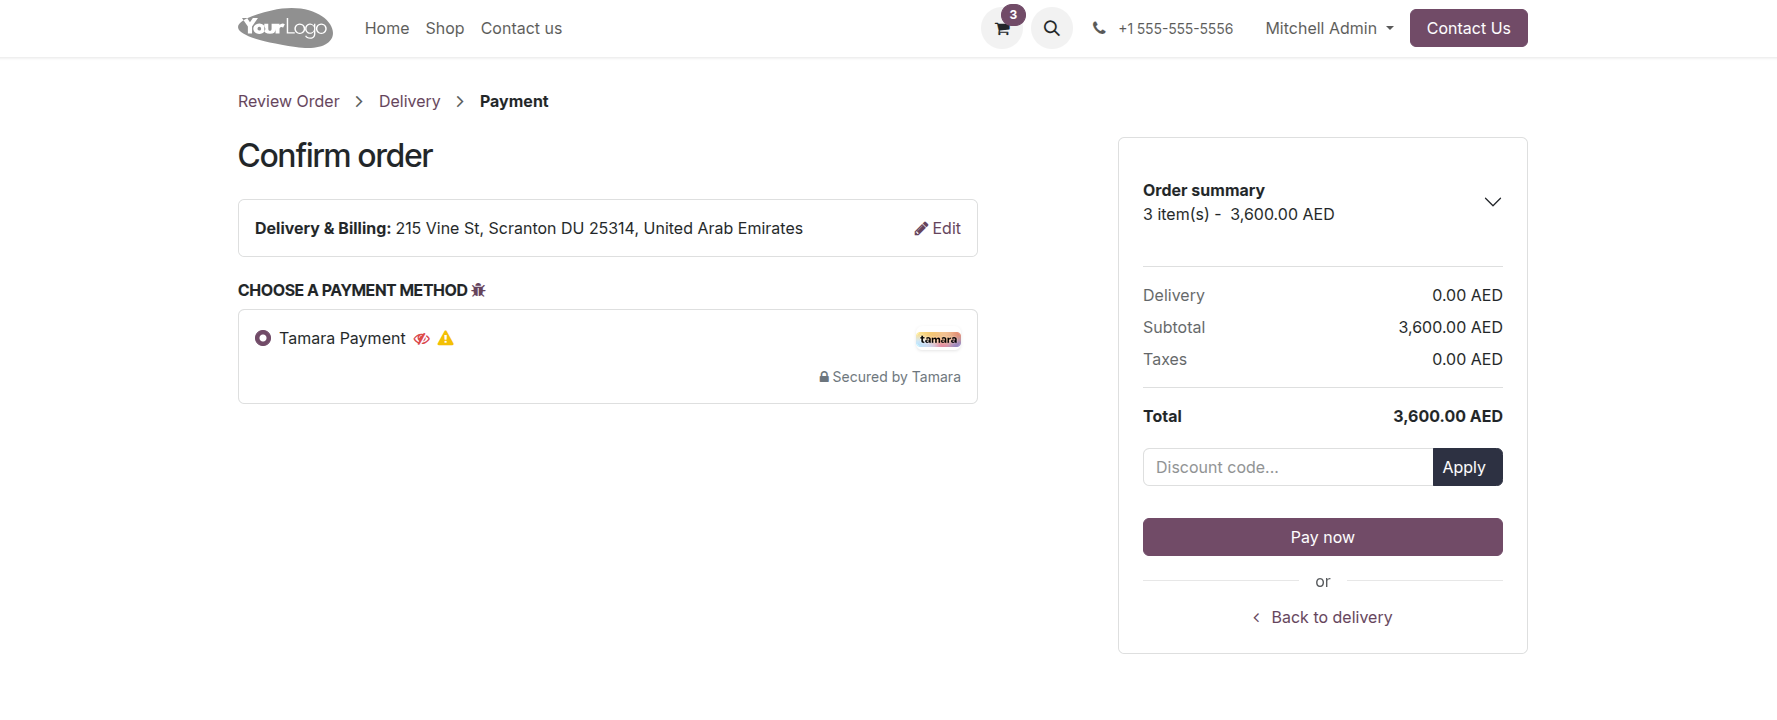 YourLogo
Home Shop Contact us
3
+1 555-555-5556
Mitchell Admin
Contact Us
Review Order > Delivery > Payment
Confirm order
Delivery & Billing: 215 Vine St, Scranton DU 25314, United Arab Emirates
Edit
CHOOSE A PAYMENT METHOD
Tamara Payment
tamara
Secured by Tamara
Order summary
3 item(s) - 3,600.00 AED
Delivery 0.00 AED
Subtotal 3,600.00 AED
Taxes 0.00 AED
Total 3,600.00 AED
Discount code...
Apply
Pay now
or
Back to delivery